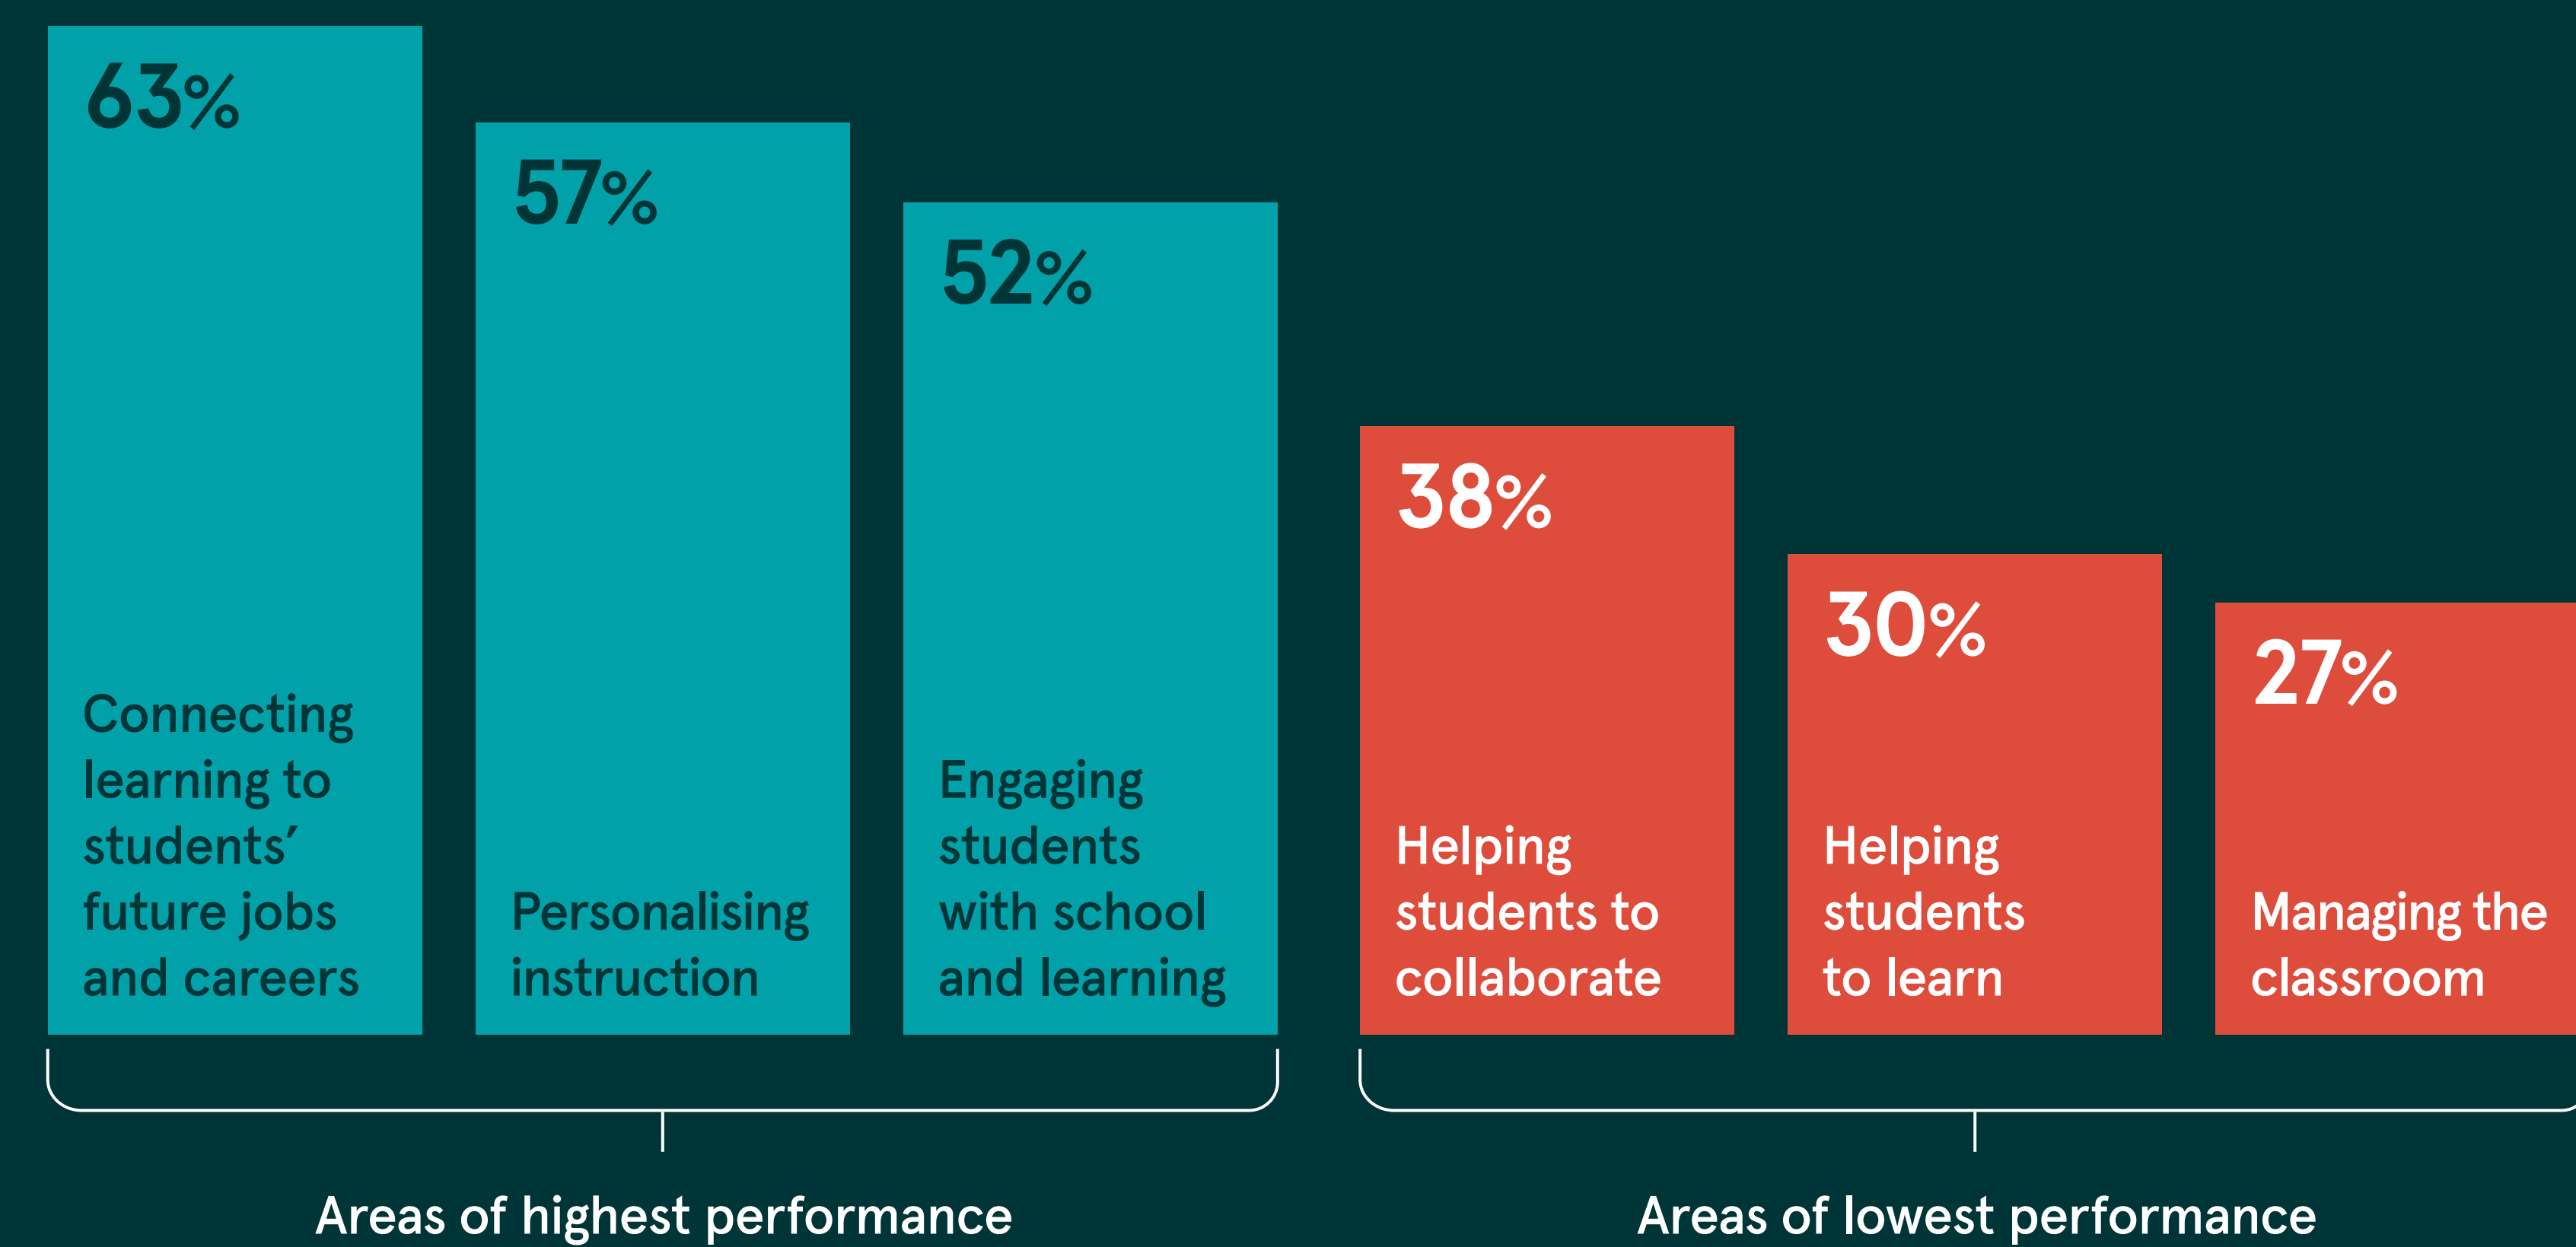 63%
Connecting
learning to
students’
future jobs
and careers
57%
Personalising
instruction
52%
Engaging
students
with school
and learning
38%
Helping
students to
collaborate
30%
Helping
students
to learn
27%
Managing the
classroom
Areas of highest performance
Areas of lowest performance